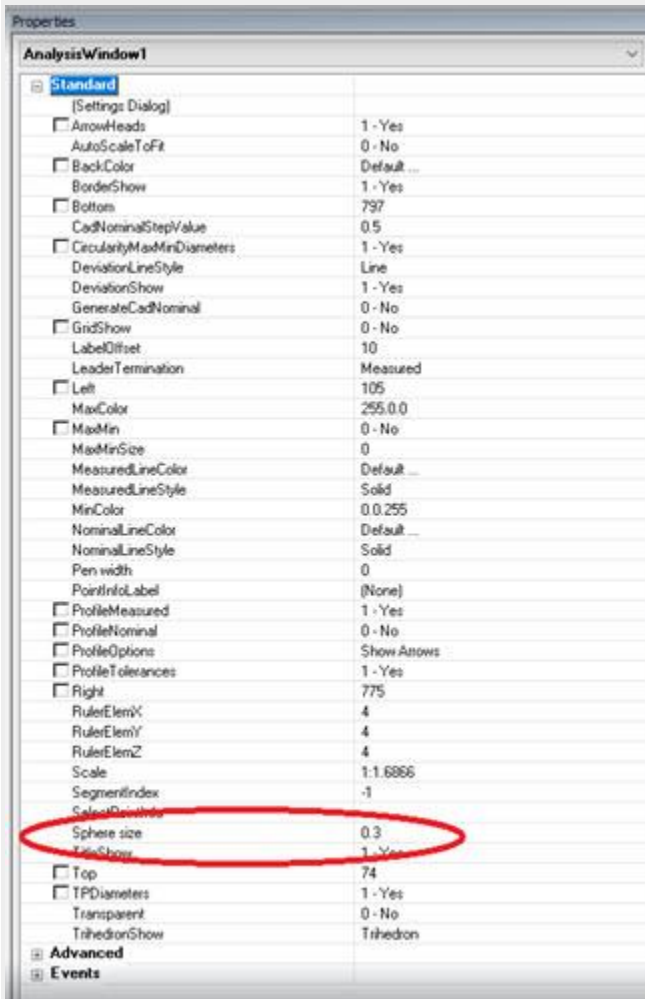 Properties
AnalysisWindow1
Standard
(Settings Dialog)
ArrowHeads 1 - Yes
AutoScaleToFit 0 - No
BackColor Default ...
BorderShow 1 - Yes
Bottom 797
CadNominalStepValue 0.5
CircularityMaxMinDiameters 1 - Yes
DeviationLineStyle Line
DeviationShow 1 - Yes
GenerateCadNominal 0 - No
GridShow 0 - No
LabelOffset 10
LeaderTermination Measured
Left 105
MaxColor 255.0.0
MaxMin 0 - No
MaxMinSize 0
MeasuredLineColor Default ...
MeasuredLineStyle Solid
MinColor 0.0.255
NominalLineColor Default ...
NominalLineStyle Solid
Pen width 0
PointInfoLabel (None)
ProfileMeasured 1 - Yes
ProfileNominal 0 - No
ProfileOptions Show Arrows
ProfileTolerances 1 - Yes
Right 775
RulerElemX 4
RulerElemY 4
RulerElemZ 4
Scale 1:1.6866
SegmentIndex -1
Sphere size 0.3
TitleShow 1 - Yes
Top 74
TPDiameters 1 - Yes
Transparent 0 - No
TrihedronShow Trihedron
Advanced
Events